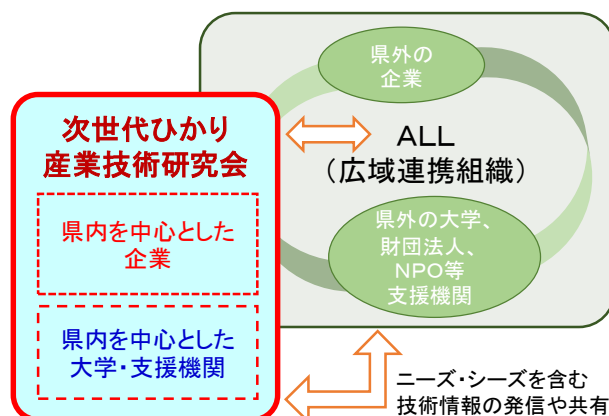 県外の
企業
次世代ひかり
産業技術研究会
ALL
（広域連携組織）
県内を中心とした
企業
県外の大学、
財団法人、
NPO等
支援機関
県内を中心とした
大学・支援機関
ニーズ・シーズを含む
技術情報の発信や共有